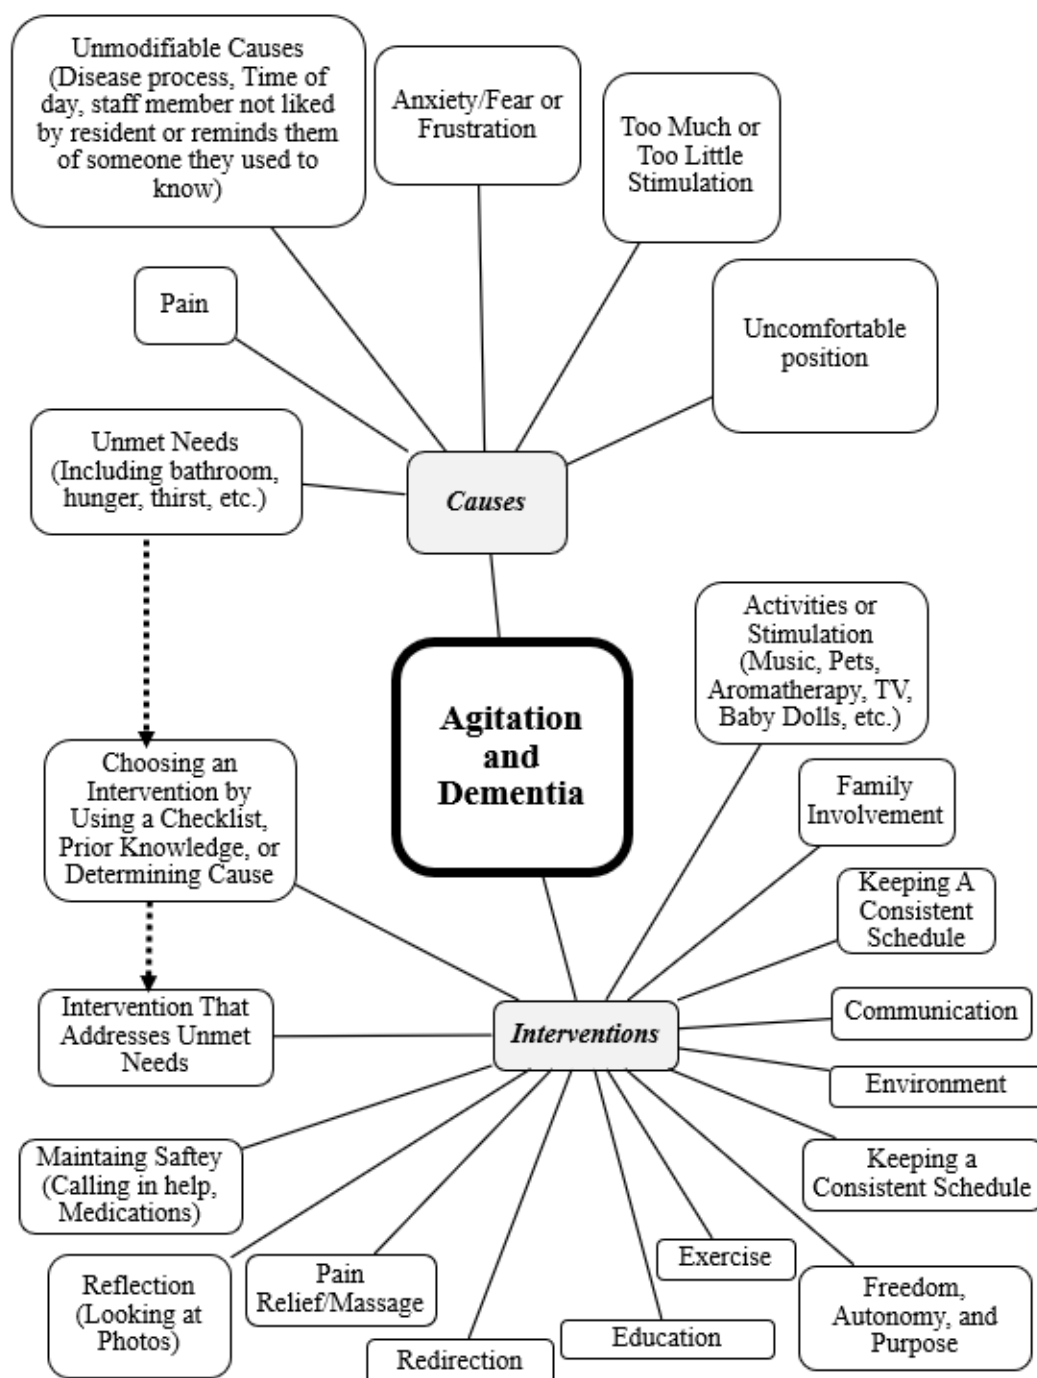 Unmodifiable Causes
(Disease process, Time of
day, staff member not liked
by resident or reminds them
of someone they used to
know)
Anxiety/Fear or
Frustration
Too Much or
Too Little
Stimulation
Pain
Uncomfortable
position
Unmet Needs
(Including bathroom,
hunger, thirst, etc.)
Causes
Agitation
and
Dementia
Activities or
Stimulation
(Music, Pets,
Aromatherapy, TV,
Baby Dolls, etc.)
Choosing an
Intervention by
Using a Checklist,
Prior Knowledge, or
Determining Cause
Family
Involvement
Keeping A
Consistent
Schedule
Intervention That
Addresses Unmet
Needs
Interventions
Communication
Environment
Maintaing Saftey
(Calling in help,
Medications)
Keeping a
Consistent Schedule
Reflection
(Looking at
Photos)
Pain
Relief/Massage
Redirection
Education
Exercise
Freedom,
Autonomy, and
Purpose